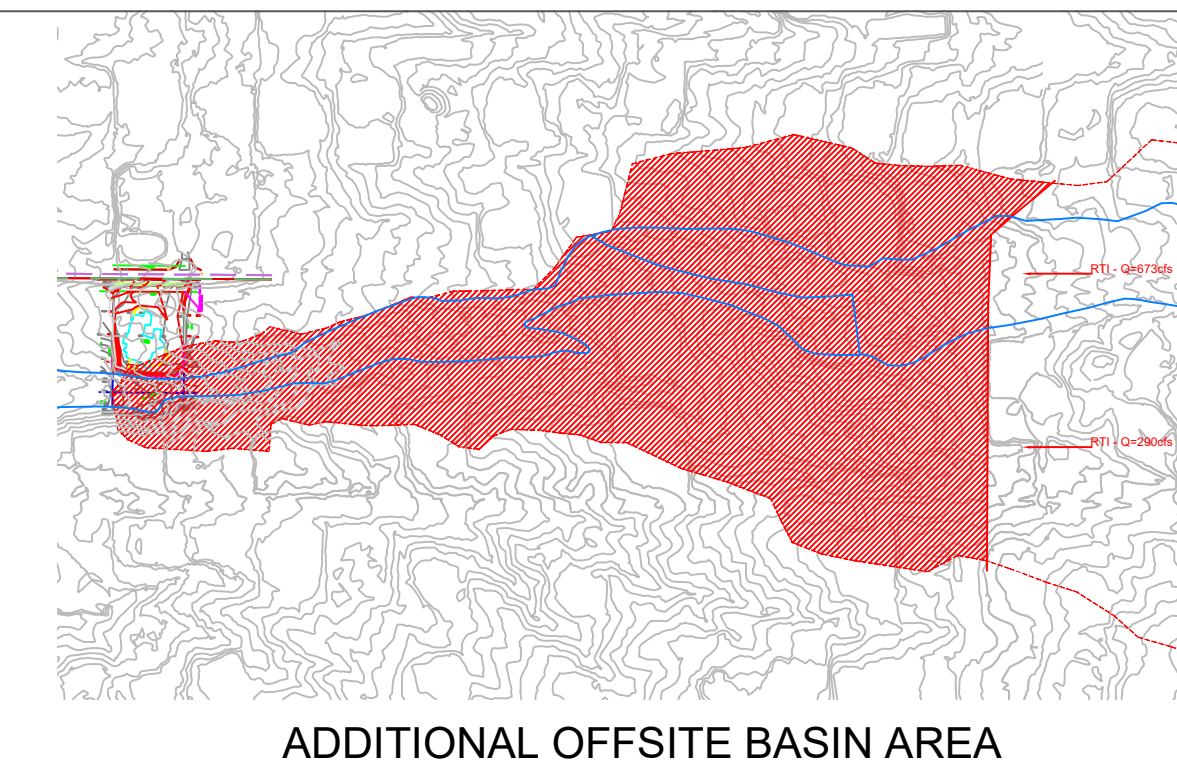 RTI - Q=673cfs
RTI - Q=290cfs
ADDITIONAL OFFSITE BASIN AREA